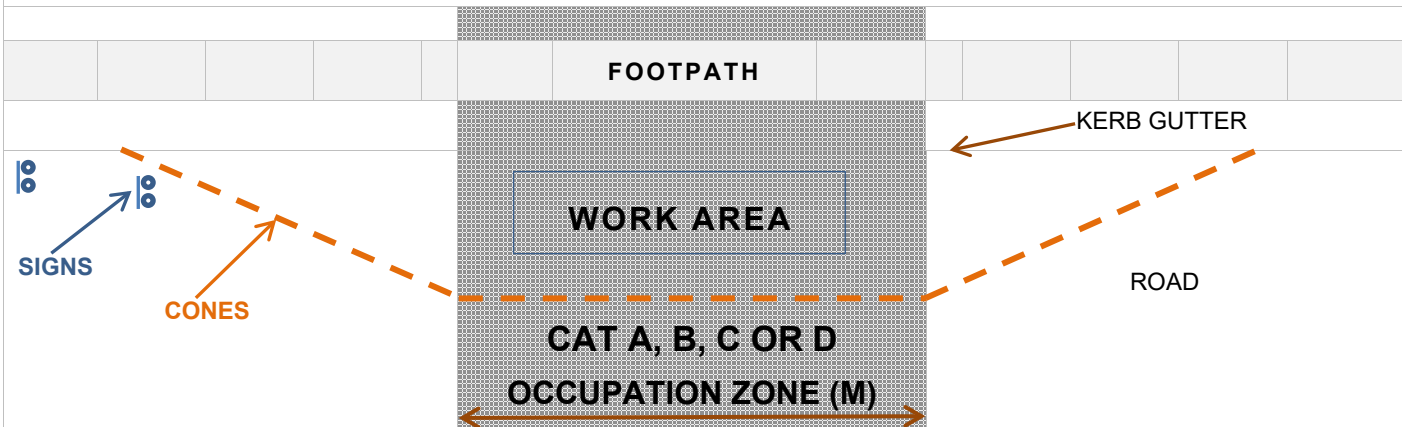 FOOTPATH
KERB GUTTER
WORK AREA
SIGNS
ROAD
CONES
CAT A, B, C OR D
OCCUPATION ZONE (M)